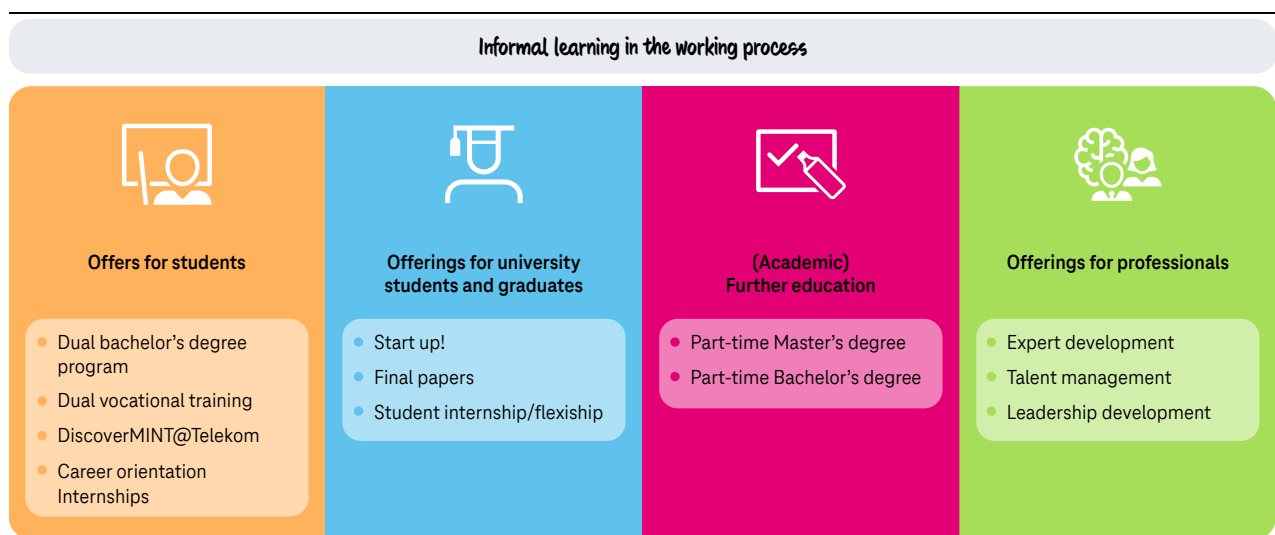 Informal learning in the working process
Offers for students
Dual bachelor's degree
program
Dual vocational training
DiscoverMINT@Telekom
Career orientation
Internships
Offerings for university
students and graduates
Start up!
Final papers
Student internship/flexiship
(Academic)
Further education
Part-time Master's degree
Part-time Bachelor's degree
Offerings for professionals
Expert development
Talent management
Leadership development